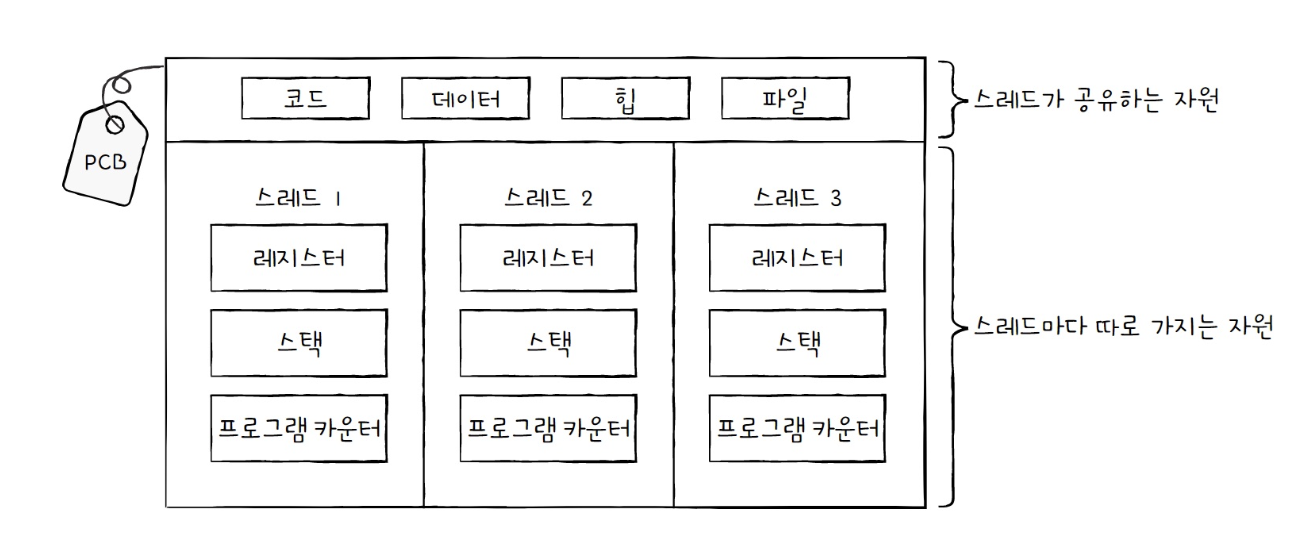 코드 데이터 힙 파일
스레드가 공유하는 자원
PCB
스레드 1 스레드 2 스레드 3
레지스터 레지스터 레지스터
스택 스택 스택
스레드마다 따로 가지는 자원
프로그램 카운터 프로그램 카운터 프로그램 카운터